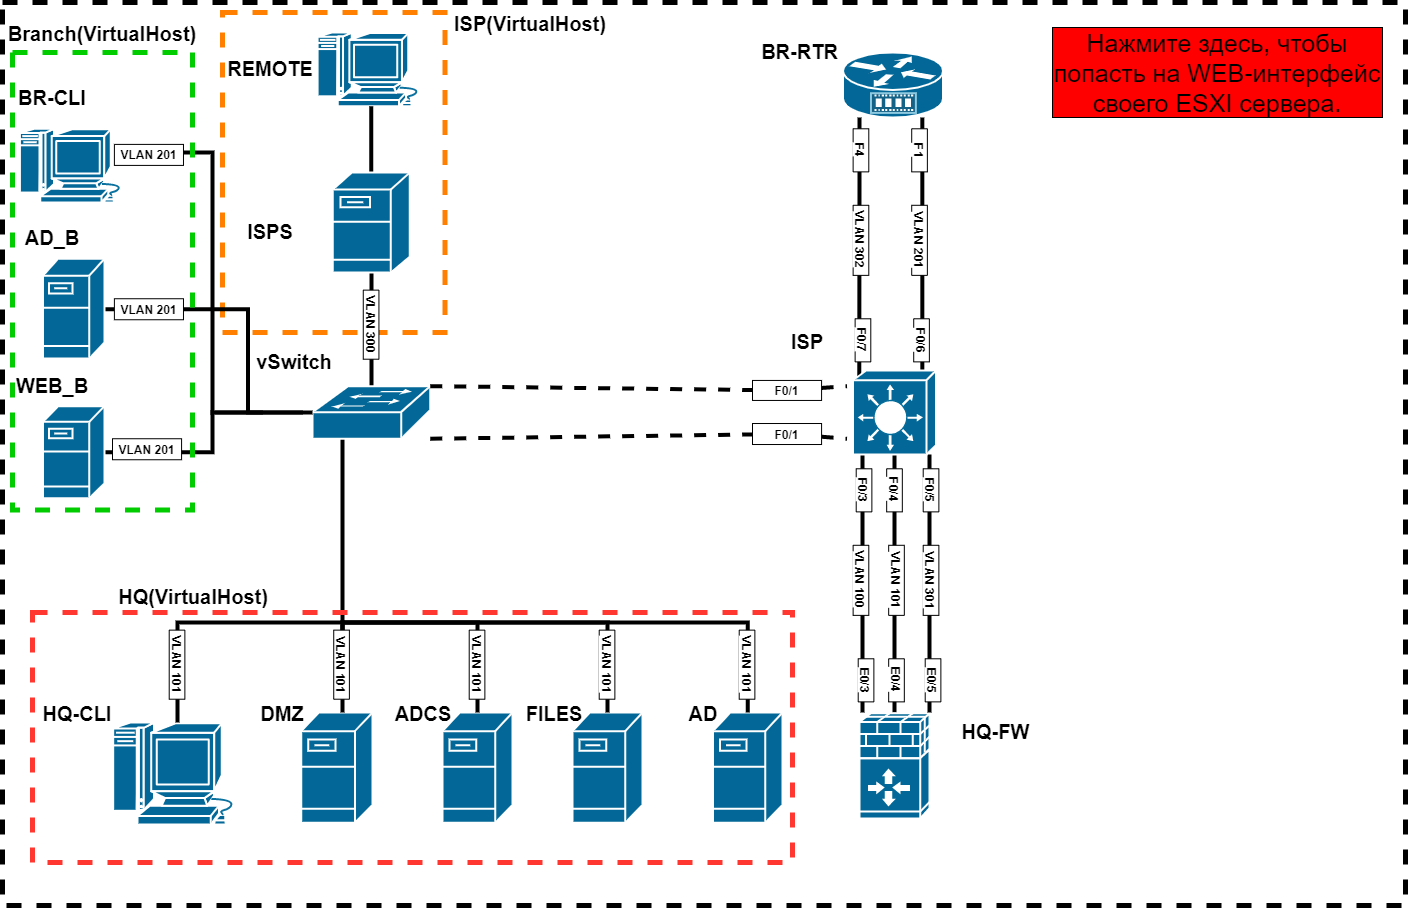 Branch(VirtualHost)
ISP(VirtualHost)
REMOTE
BR-CLI
VLAN 201
ISPS
AD_B
VLAN 201
VLAN 300
vSwitch
WEB_B
VLAN 201
BR-RTR
Нажмите здесь, чтобы
попасть на WEB-интерфейс
своего ESXI сервера.
F4
F1
VLAN 302
VLAN 201
F0/7
F0/6
ISP
F0/1
F0/1
F0/3
F0/4
F0/5
VLAN 100
VLAN 101
VLAN 301
E0/3
E0/4
E0/5
HQ-FW
HQ(VirtualHost)
VLAN 101
VLAN 101
VLAN 101
VLAN 101
VLAN 101
HQ-CLI
DMZ
ADCS
FILES
AD